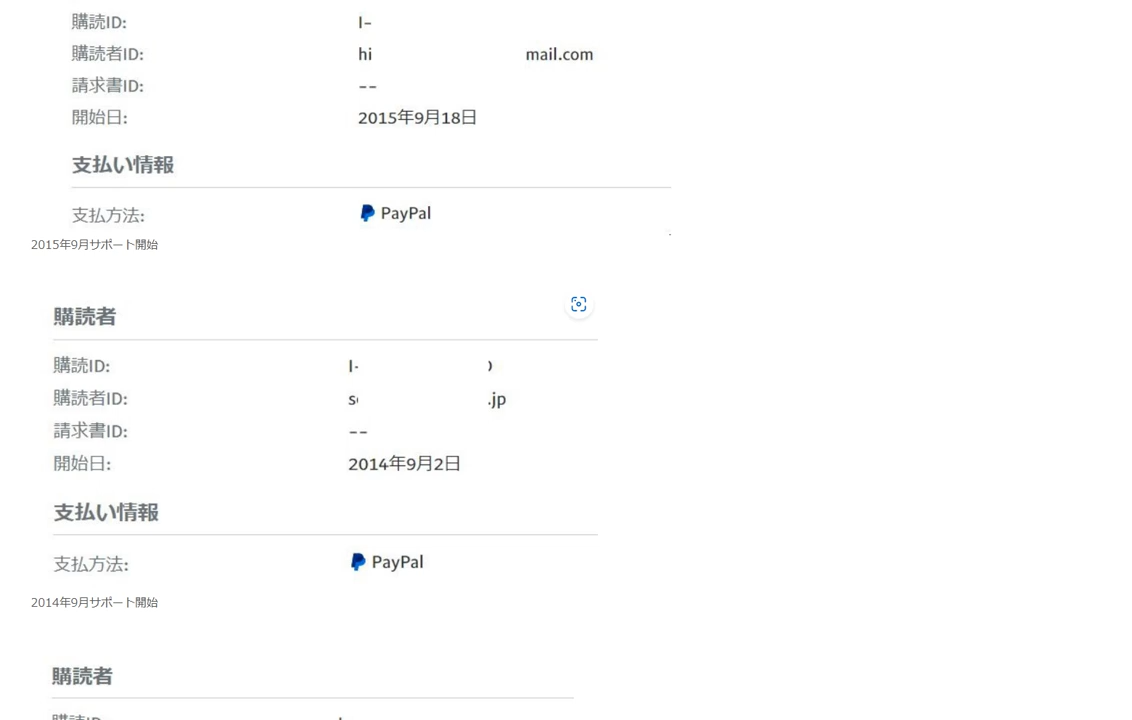 購読ID: I-
購読者ID: hi mail.com
請求書ID: --
開始日: 2015年9月18日
支払い情報
支払方法: PayPal
2015年9月サポート開始
購読者
購読ID: I-
購読者ID: s .jp
請求書ID: --
開始日: 2014年9月2日
支払い情報
支払方法: PayPal
2014年9月サポート開始
購読者
購読ID: